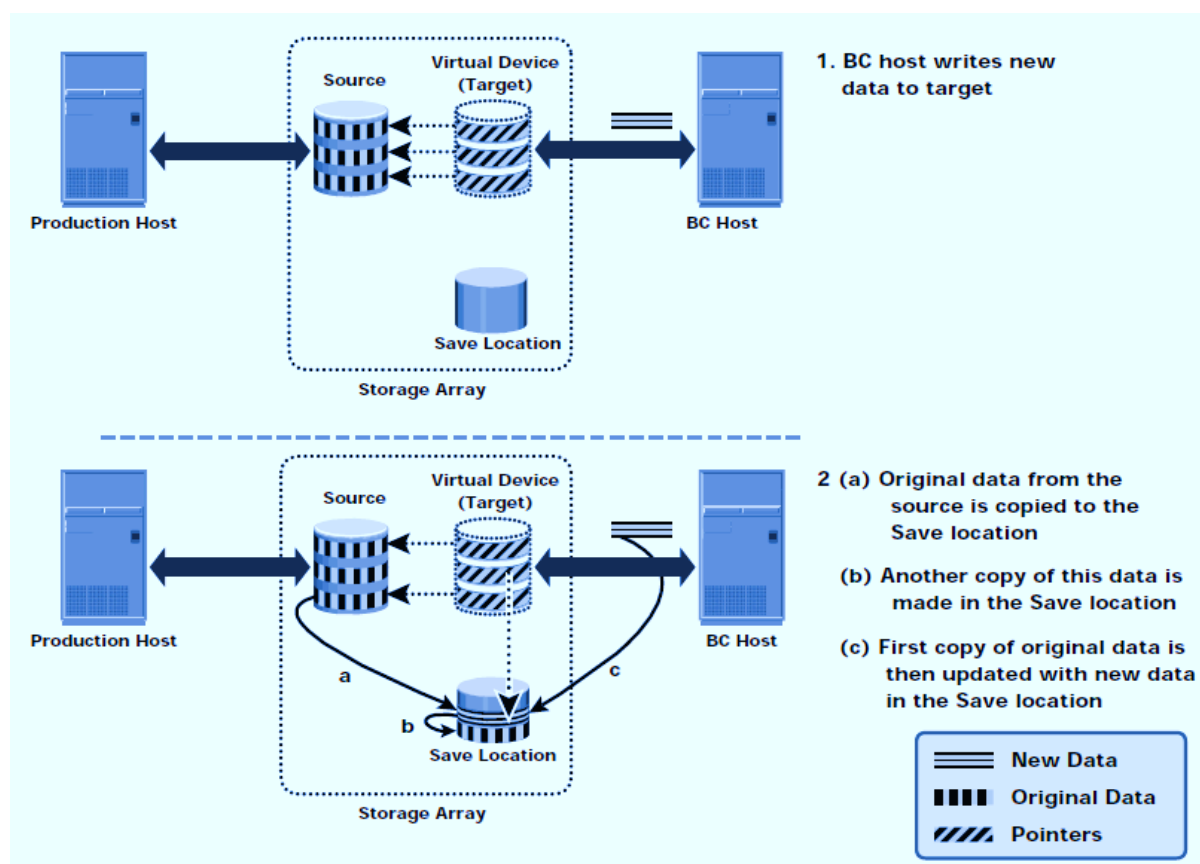 Source
Virtual Device
(Target)
Production Host
BC Host
Save Location
Storage Array
1. BC host writes new
data to target
Source
Virtual Device
(Target)
Production Host
BC Host
a
b
c
Save Location
Storage Array
2 (a) Original data from the
source is copied to the
Save location
(b) Another copy of this data is
made in the Save location
(c) First copy of original data is
then updated with new data
in the Save location
New Data
Original Data
Pointers